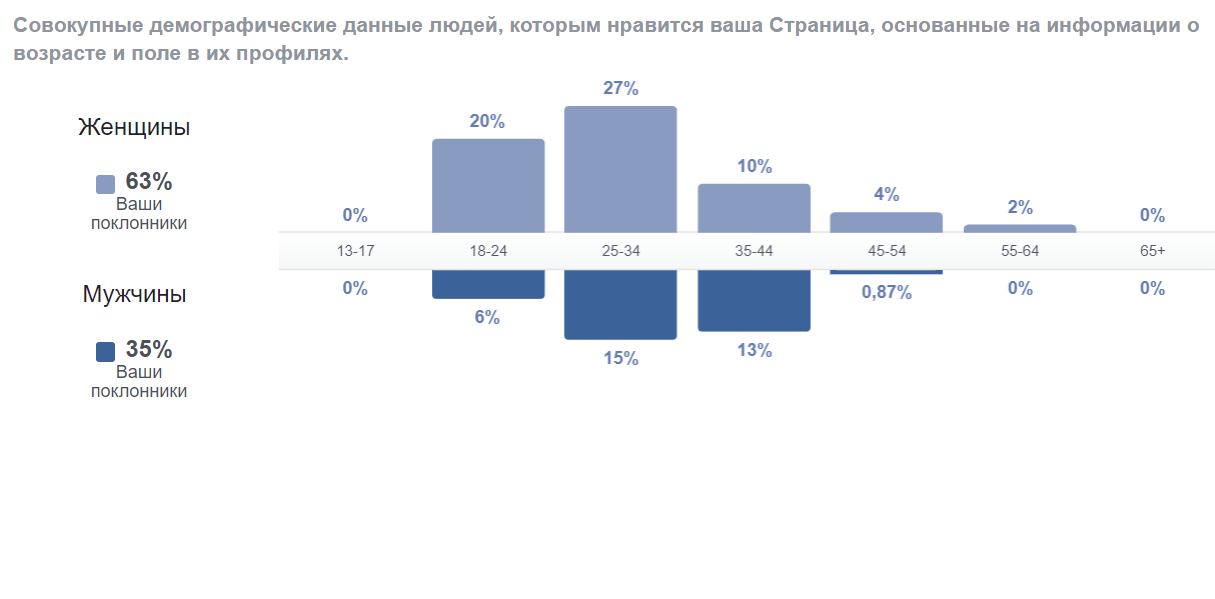 Совокупные демографические данные людей, которым нравится ваша Страница, основанные на информации о
возрасте и поле в их профилях.
Женщины
63%
Ваши
поклонники
0%
20%
27%
10%
4%
2%
0%
13-17
18-24
25-34
35-44
45-54
55-64
65+
Мужчины
35%
Ваши
поклонники
0%
6%
15%
13%
0,87%
0%
0%